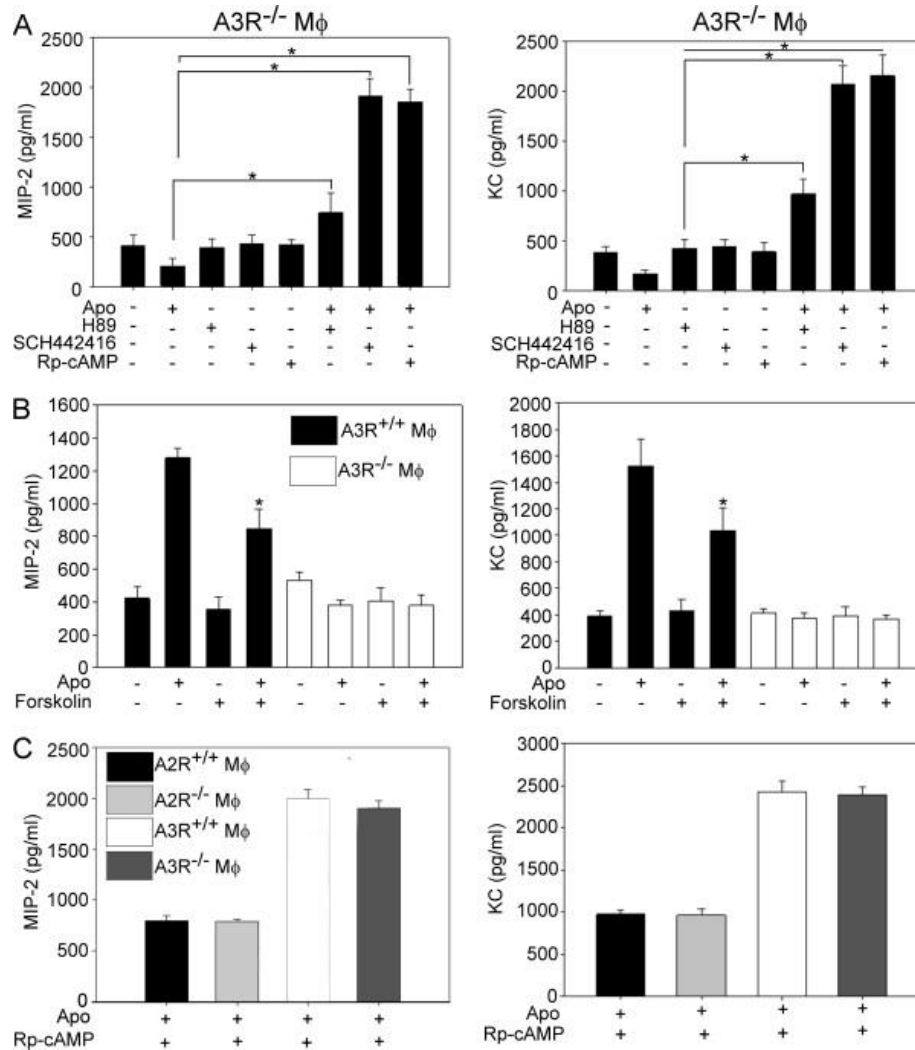 A
A3R-/- Mϕ
A3R-/- Mϕ
2500
2000
1500
1000
500
0
MIP-2 (pg/ml)
* * *
Apo - + - - - + + +
H89 - - + - - + - -
SCH442416 - - - + - - + -
Rp-cAMP - - - - + - - +
2500
2000
1500
1000
500
0
KC (pg/ml)
* * *
Apo - + - - - + + +
H89 - - + - - + - -
SCH442416 - - - + - - + -
Rp-cAMP - - - - + - - +
B
1600
1400
1200
1000
800
600
400
200
0
MIP-2 (pg/ml)
A3R+/+ Mϕ
A3R-/- Mϕ
*
Apo - + - + - + - +
Forskolin - - + + - - + +
2000
1800
1600
1400
1200
1000
800
600
400
200
0
KC (pg/ml)
*
Apo - + - + - + - +
Forskolin - - + + - - + +
C
2500
2000
1500
1000
500
0
MIP-2 (pg/ml)
A2R+/+ Mϕ
A2R-/- Mϕ
A3R+/+ Mϕ
A3R-/- Mϕ
Apo + + + +
Rp-cAMP + + + +
3000
2500
2000
1500
1000
500
0
KC (pg/ml)
Apo + + + +
Rp-cAMP + + + +